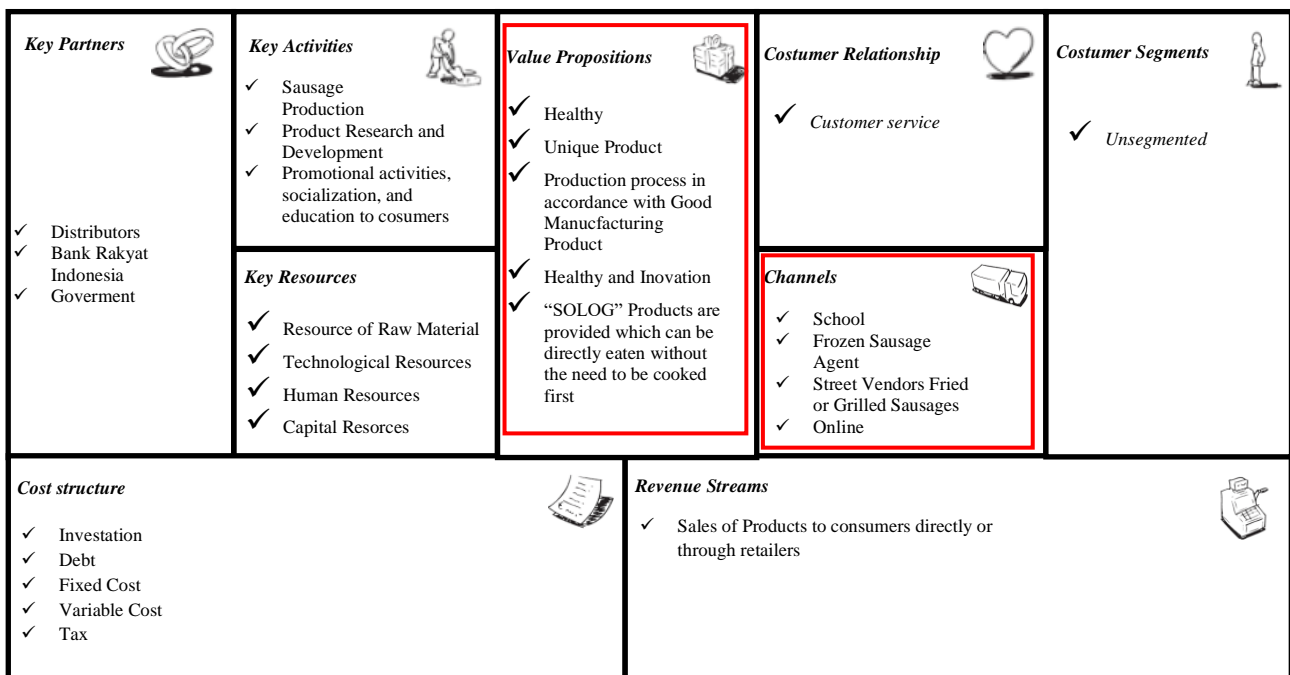 Key Partners
✓ Distributors
✓ Bank Rakyat
Indonesia
✓ Goverment
Key Activities
✓ Sausage
Production
✓ Product Research and
Development
✓ Promotional activities,
socialization, and
education to cosumers
Key Resources
✓ Resource of Raw Material
✓ Technological Resources
✓ Human Resources
✓ Capital Resorces
Value Propositions
✓ Healthy
✓ Unique Product
✓ Production process in
accordance with Good
Manucfacturing
Product
✓ Healthy and Inovation
✓ “SOLOG” Products are
provided which can be
directly eaten without
the need to be cooked
first
Costumer Relationship
✓ Customer service
Channels
✓ School
✓ Frozen Sausage
Agent
✓ Street Vendors Fried
or Grilled Sausages
✓ Online
Costumer Segments
✓ Unsegmented
Cost structure
✓ Investation
✓ Debt
✓ Fixed Cost
✓ Variable Cost
✓ Tax
Revenue Streams
✓ Sales of Products to consumers directly or
through retailers